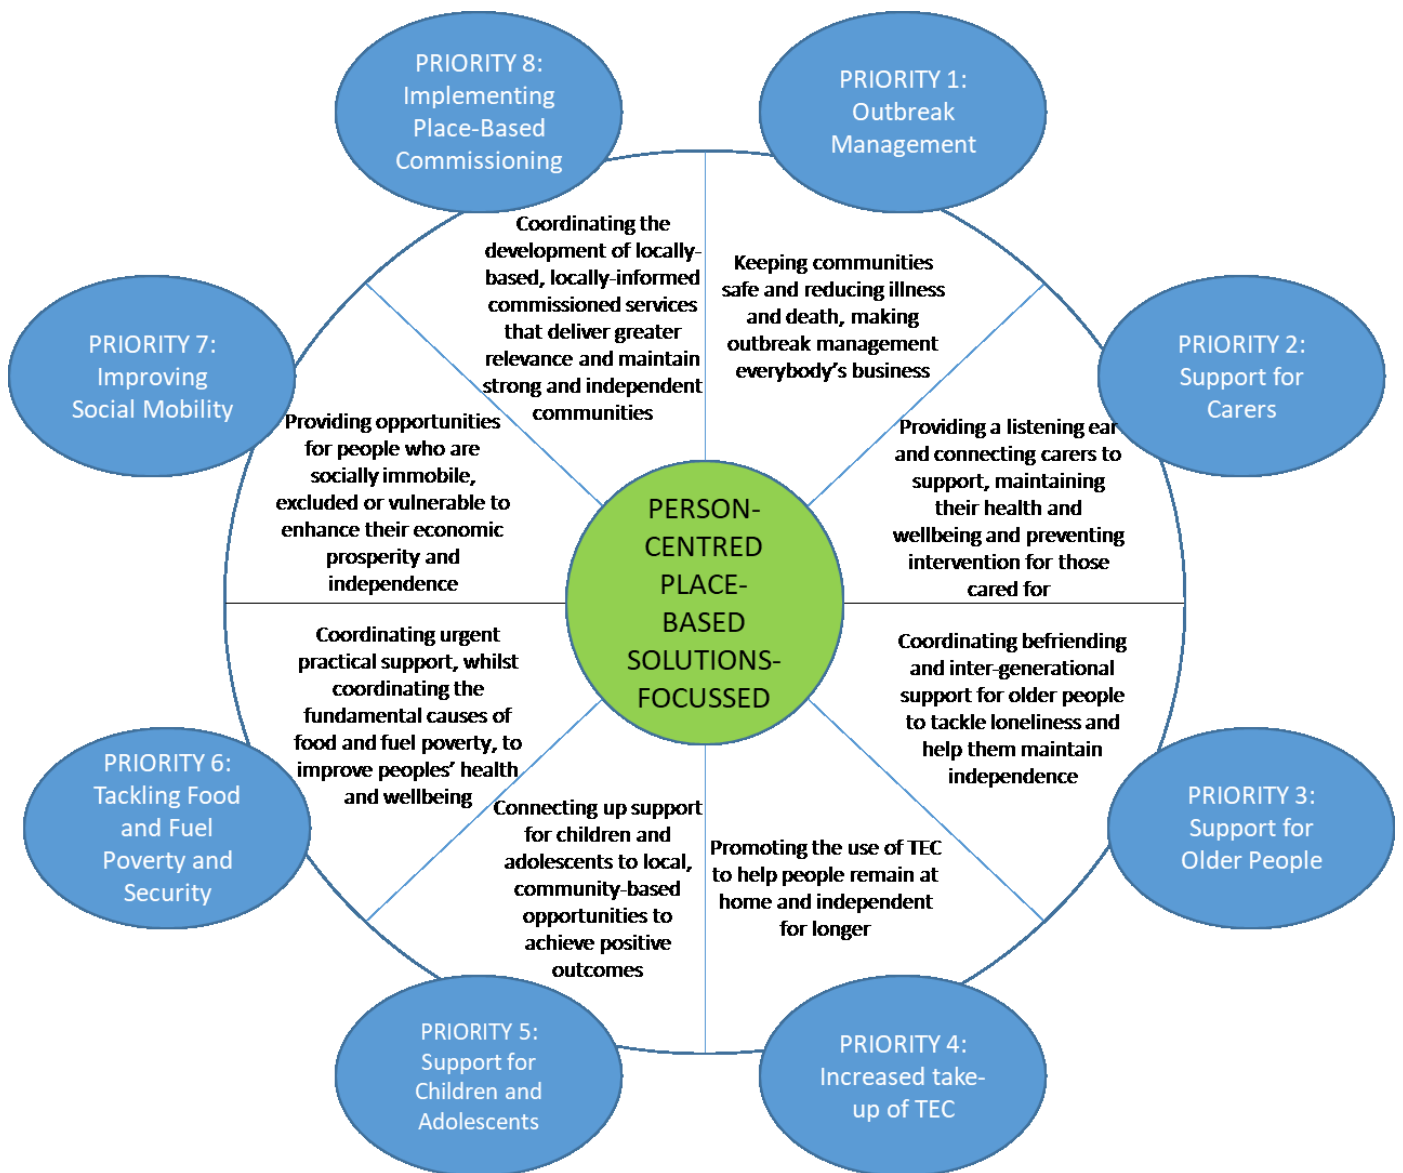 PRIORITY 8:
Implementing
Place-Based
Commissioning
PRIORITY 1:
Outbreak
Management
Coordinating the
development of locally-
based, locally-informed
commissioned services
that deliver greater
relevance and maintain
strong and independent
communities
Keeping communities
safe and reducing illness
and death, making
outbreak management
everybody's business
PRIORITY 7:
Improving
Social Mobility
PRIORITY 2:
Support for
Carers
Providing opportunities
for people who are
socially immobile,
excluded or vulnerable to
enhance their economic
prosperity and
independence
Providing a listening ear
and connecting carers to
support, maintaining
their health and
wellbeing and preventing
intervention for those
cared for
PERSON-
CENTRED
PLACE-
BASED
SOLUTIONS-
FOCUSSED
Coordinating urgent
practical support, whilst
coordinating the
fundamental causes of
food and fuel poverty, to
improve peoples' health
and wellbeing
Coordinating befriending
and inter-generational
support for older people
to tackle loneliness and
help them maintain
independence
PRIORITY 6:
Tackling Food
and Fuel
Poverty and
Security
PRIORITY 3:
Support for
Older People
Connecting up support
for children and
adolescents to local,
community-based
opportunities to
achieve positive
outcomes
Promoting the use of TEC
to help people remain at
home and independent
for longer
PRIORITY 5:
Support for
Children and
Adolescents
PRIORITY 4:
Increased take-
up of TEC